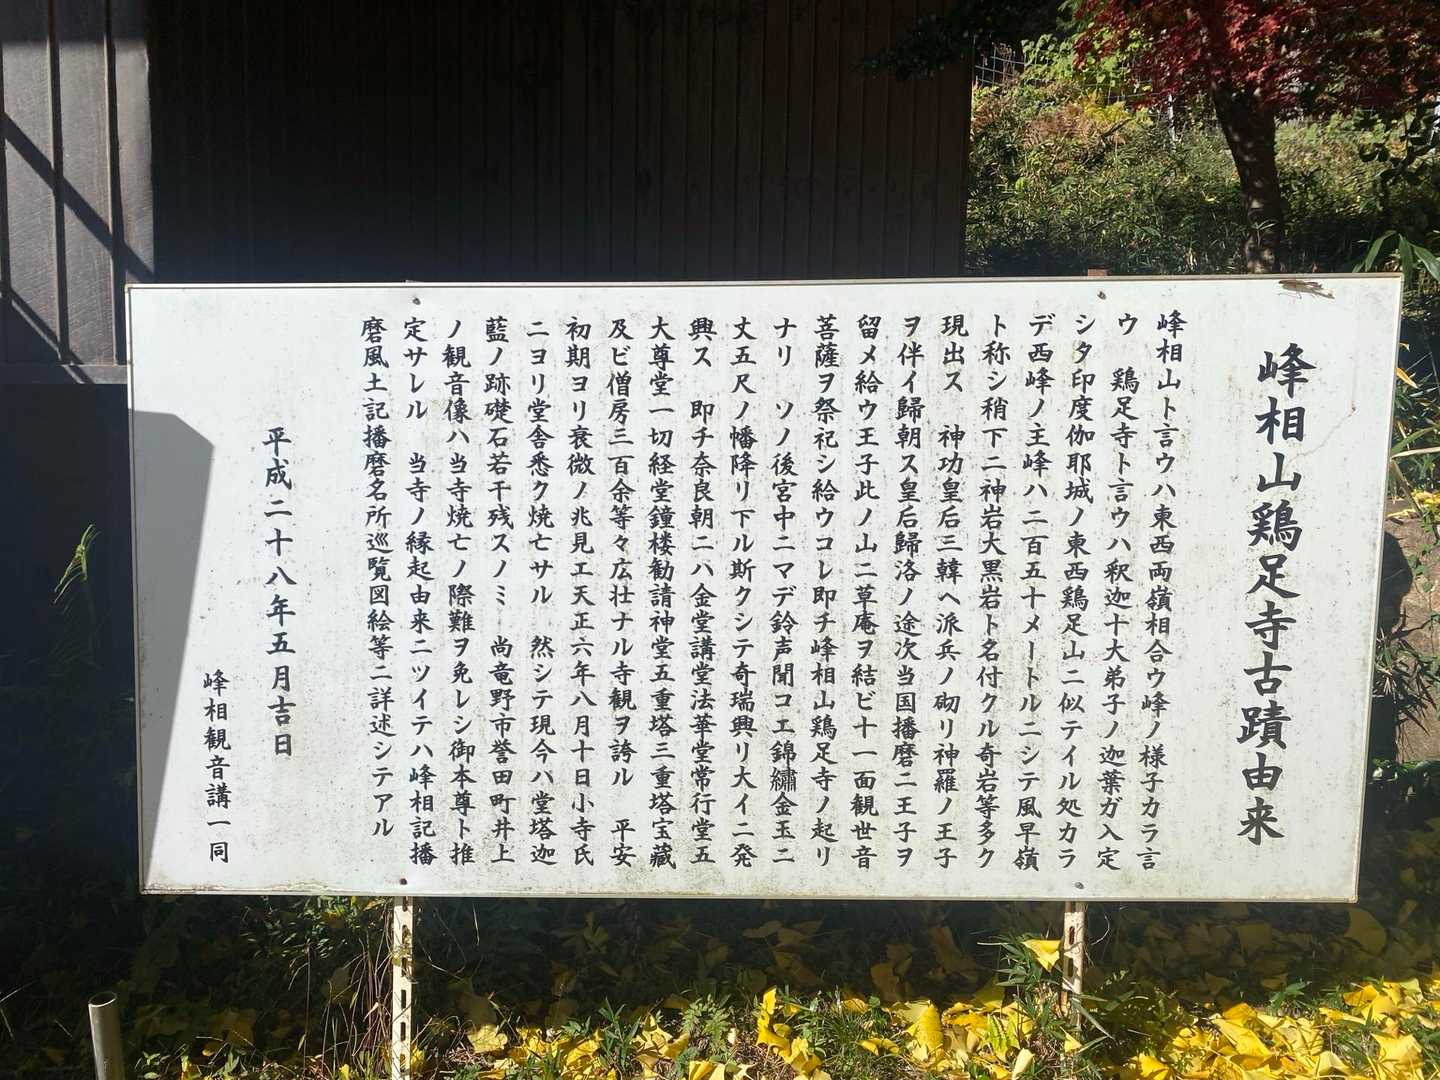 峰相山鶏足寺古蹟由来
峰相山ト言ウハ東西両嶺相合ウ峰ノ様子カラ言
ウ　鶏足寺ト言ウハ釈迦十大弟子ノ迦葉ガ入定
シタ印度伽耶城ノ東西鶏足山ニ似テイル処カラ
デ西峰ノ主峰ハ二百五十メートルニシテ風早嶺
ト称シ稍下ニ神岩大黒岩ト名付クル奇岩等多ク
現出ス　神功皇后三韓ヘ派兵ノ砌リ神羅ノ王子
ヲ伴イ歸朝ス皇后歸洛ノ途次当国播磨ニ王子ヲ
留メ給ウ王子此ノ山ニ草庵ヲ結ビ十一面観世音
菩薩ヲ祭祀シ給ウコレ即チ峰相山鶏足寺ノ起リ
ナリ　ソノ後宮中ニマデ鈴声聞コエ錦繡金玉ニ
丈五尺ノ幡降リ下ル斯クシテ奇瑞興リ大イニ発
興ス　即チ奈良朝ニハ金堂講堂法華堂常行堂五
大尊堂一切経堂鐘楼勧請神堂五重塔三重塔宝蔵
及ビ僧房三百余等々広壮ナル寺観ヲ誇ル　平安
初期ヨリ衰微ノ兆見エ天正六年八月十日小寺氏
ニヨリ堂舎悉ク焼亡サル　然シテ現今ハ堂塔迦
藍ノ跡礎石若干残スノミ　尚竜野市誉田町井上
ノ観音像ハ当寺焼亡ノ際難ヲ免レシ御本尊ト推
定サレル　当寺ノ縁起由来ニツイテハ峰相記播
磨風土記播磨名所巡覧図絵等ニ詳述シテアル
平成二十八年五月吉日
峰相観音講一同